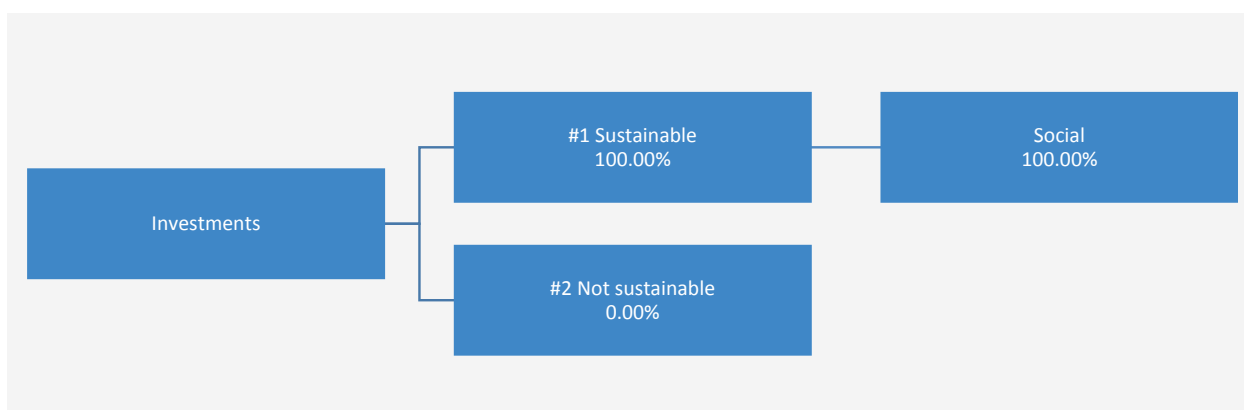 Investments
#1 Sustainable
100.00%
#2 Not sustainable
0.00%
Social
100.00%